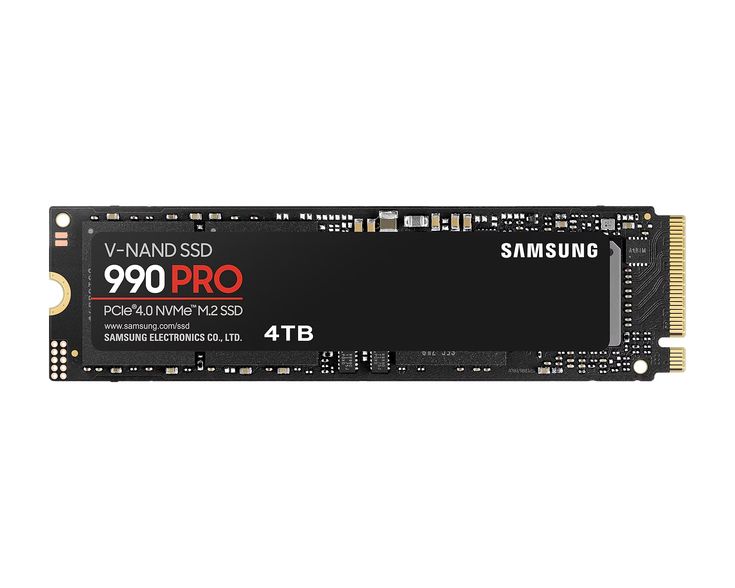 V-NAND SSD
SAMSUNG
990 PRO
PCIe®4.0 NVMe™ M.2 SSD
www.samsung.com/ssd
SAMSUNG ELECTRONICS CO., LTD.
4TB